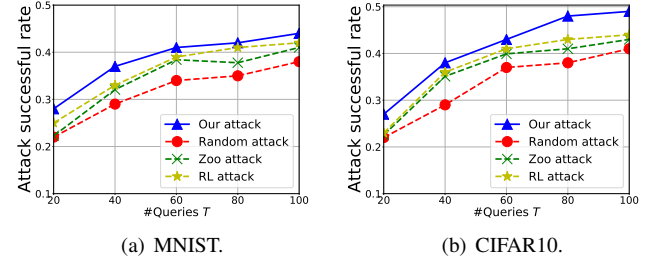 Attack successful rate
0.5
0.4
0.3
0.2
0.1
20 40 60 80 100
#Queries T
Our attack
Random attack
Zoo attack
RL attack
(a) MNIST.
Attack successful rate
0.5
0.4
0.3
0.2
0.1
20 40 60 80 100
#Queries T
Our attack
Random attack
Zoo attack
RL attack
(b) CIFAR10.